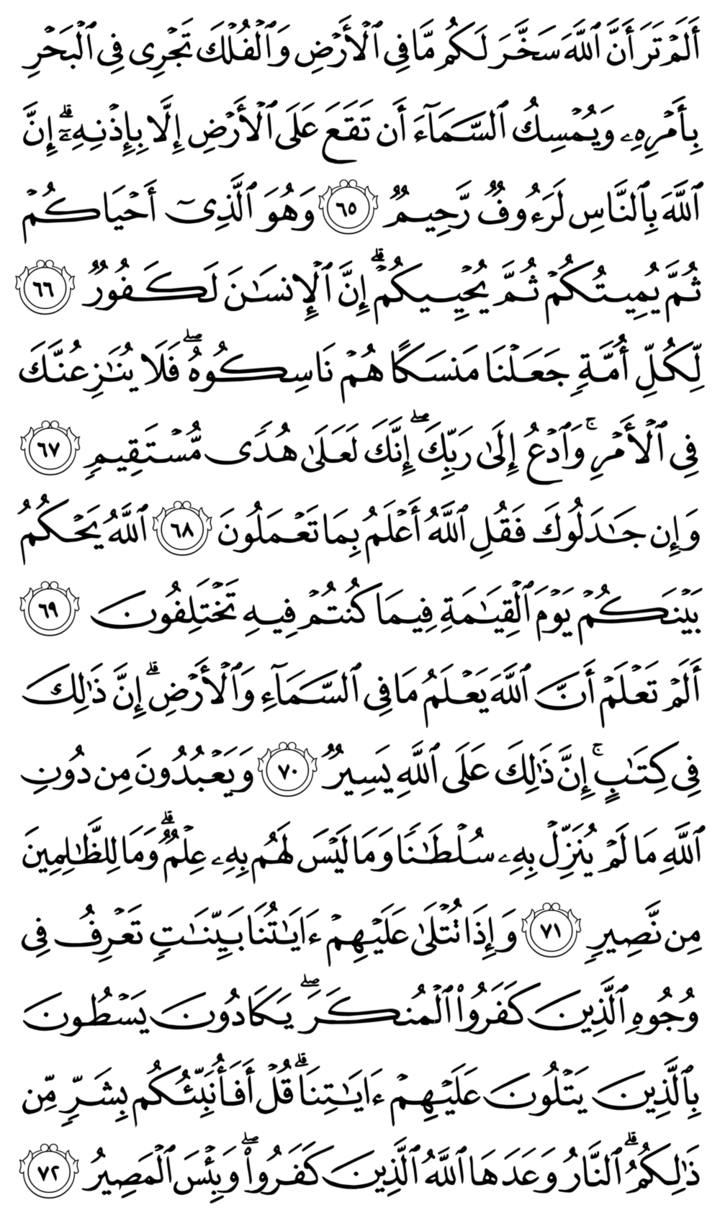 أَلَمۡ تَرَ أَنَّ ٱللَّهَ سَخَّرَ لَكُم مَّا فِي ٱلۡأَرۡضِ وَٱلۡفُلۡكَ تَجۡرِي فِي ٱلۡبَحۡرِ
بِأَمۡرِهِۦ وَيُمۡسِكُ ٱلسَّمَآءَ أَن تَقَعَ عَلَى ٱلۡأَرۡضِ إِلَّا بِإِذۡنِهِۦٓۚ إِنَّ
ٱللَّهَ بِٱلنَّاسِ لَرَءُوفٞ رَّحِيمٞ ٦٥ وَهُوَ ٱلَّذِيٓ أَحۡيَاكُمۡ
ثُمَّ يُمِيتُكُمۡ ثُمَّ يُحۡيِيكُمۡۗ إِنَّ ٱلۡإِنسَٰنَ لَكَفُورٞ ٦٦
لِّكُلِّ أُمَّةٖ جَعَلۡنَا مَنسَكًا هُمۡ نَاسِكُوهُۖ فَلَا يُنَٰزِعُنَّكَ
فِي ٱلۡأَمۡرِۚ وَٱدۡعُ إِلَىٰ رَبِّكَۖ إِنَّكَ لَعَلَىٰ هُدٗى مُّسۡتَقِيمٖ ٦٧
وَإِن جَٰدَلُوكَ فَقُلِ ٱللَّهُ أَعۡلَمُ بِمَا تَعۡمَلُونَ ٦٨ ٱللَّهُ يَحۡكُمُ
بَيۡنَكُمۡ يَوۡمَ ٱلۡقِيَٰمَةِ فِيمَا كُنتُمۡ فِيهِ تَخۡتَلِفُونَ ٦٩
أَلَمۡ تَعۡلَمۡ أَنَّ ٱللَّهَ يَعۡلَمُ مَا فِي ٱلسَّمَآءِ وَٱلۡأَرۡضِۚ إِنَّ ذَٰلِكَ
فِي كِتَٰبٍۚ إِنَّ ذَٰلِكَ عَلَى ٱللَّهِ يَسِيرٞ ٧٠ وَيَعۡبُدُونَ مِن دُونِ
ٱللَّهِ مَا لَمۡ يُنَزِّلۡ بِهِۦ سُلۡطَٰنٗا وَمَا لَيۡسَ لَهُم بِهِۦ عِلۡمٞۗ وَمَا لِلظَّٰلِمِينَ
مِن نَّصِيرٖ ٧١ وَإِذَا تُتۡلَىٰ عَلَيۡهِمۡ ءَايَٰتُنَا بَيِّنَٰتٖ تَعۡرِفُ فِي
وُجُوهِ ٱلَّذِينَ كَفَرُواْ ٱلۡمُنكَرَۖ يَكَادُونَ يَسۡطُونَ
بِٱلَّذِينَ يَتۡلُونَ عَلَيۡهِمۡ ءَايَٰتِنَاۗ قُلۡ أَفَأُنَبِّئُكُم بِشَرّٖ مِّن
ذَٰلِكُمُۚ ٱلنَّارُ وَعَدَهَا ٱللَّهُ ٱلَّذِينَ كَفَرُواْۖ وَبِئۡسَ ٱلۡمَصِيرُ ٧٢